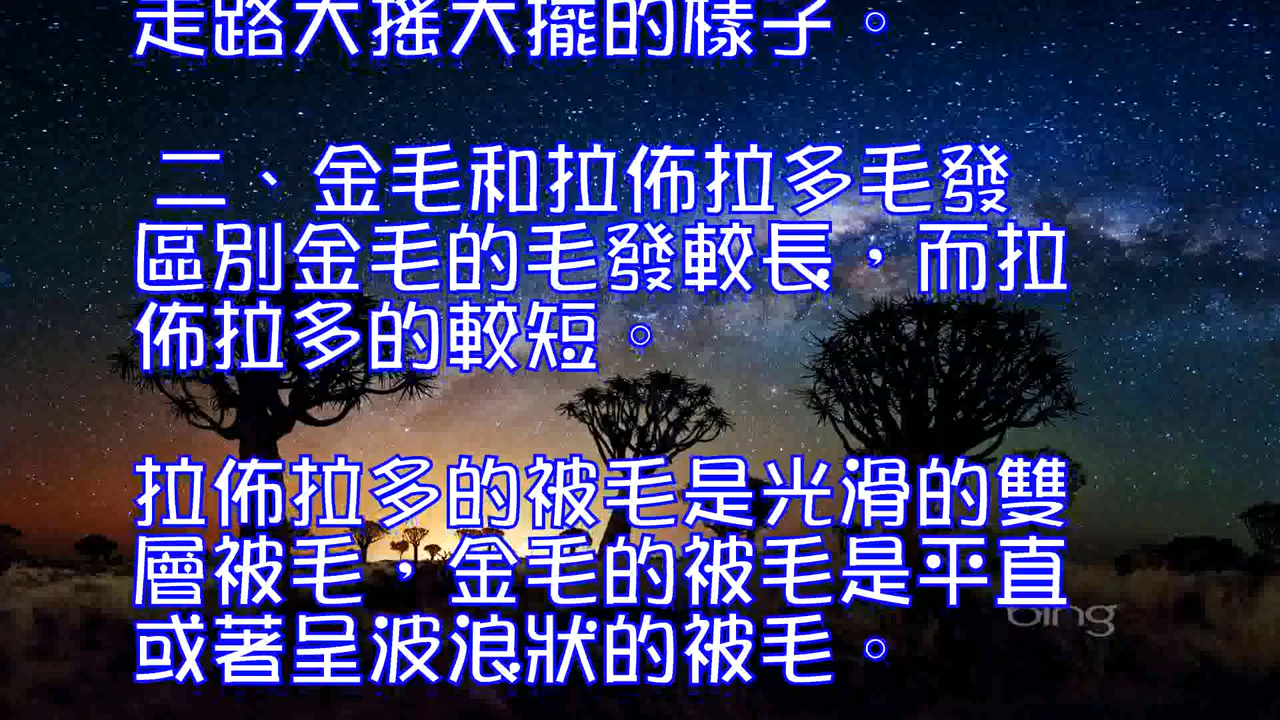 走路大搖大擺的樣子。
二、金毛和拉佈拉多毛發
區別金毛的毛發較長，而拉
佈拉多的較短。
拉佈拉多的被毛是光滑的雙
層被毛，金毛的被毛是平直
或著呈波浪狀的被毛。
bing